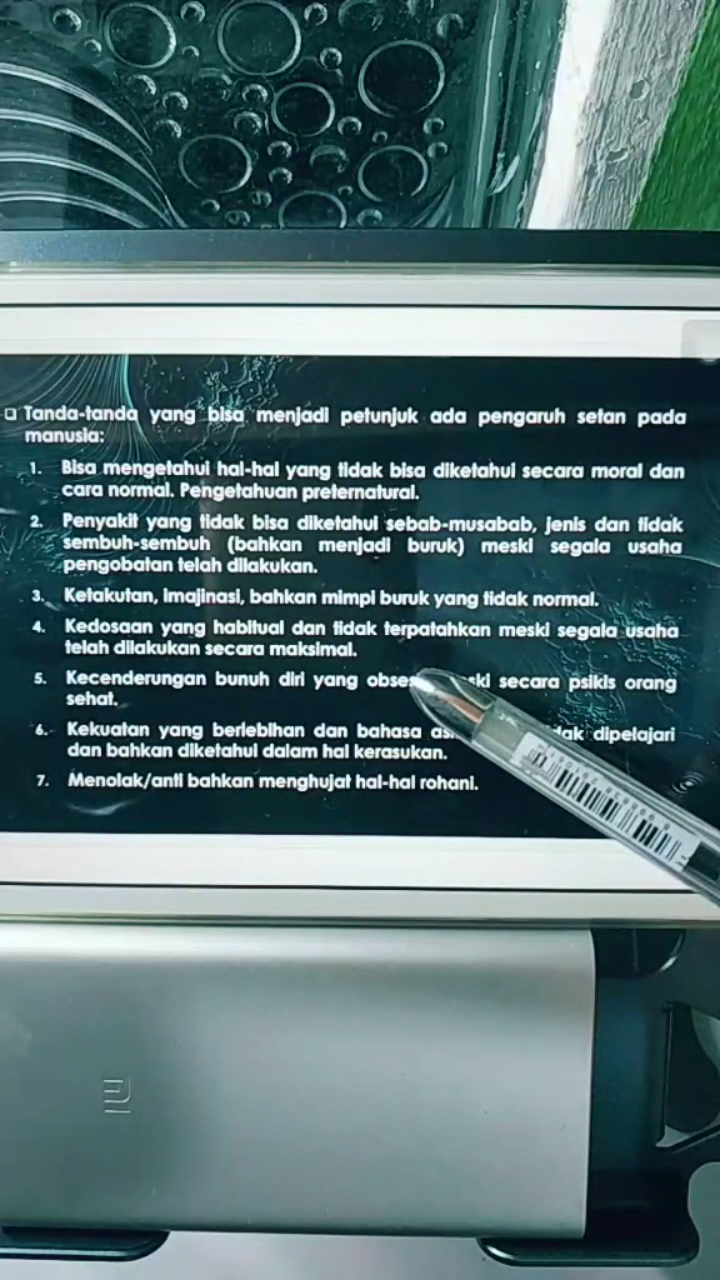 Tanda-tanda yang bisa menjadi petunjuk ada pengaruh setan pada
manusia:
1. Bisa mengetahui hal-hal yang tidak bisa diketahui secara moral dan
cara normal. Pengetahuan preternatural.
2. Penyakit yang tidak bisa diketahui sebab-musabab, jenis dan tidak
sembuh-sembuh (bahkan menjadi buruk) meski segala usaha
pengobatan telah dilakukan.
3. Ketakutan, imajinasi, bahkan mimpi buruk yang tidak normal.
4. Kedosaan yang habitual dan tidak terpatahkan meski segala usaha
telah dilakukan secara maksimal.
5. Kecenderungan bunuh diri yang secara psikis orang
sehat.
6. Kekuatan yang berlebihan dan bahasa dipelajari
dan bahkan diketahui dalam hal kerasukan.
7. Menolak/anti bahkan menghujat hal-hal rohani.